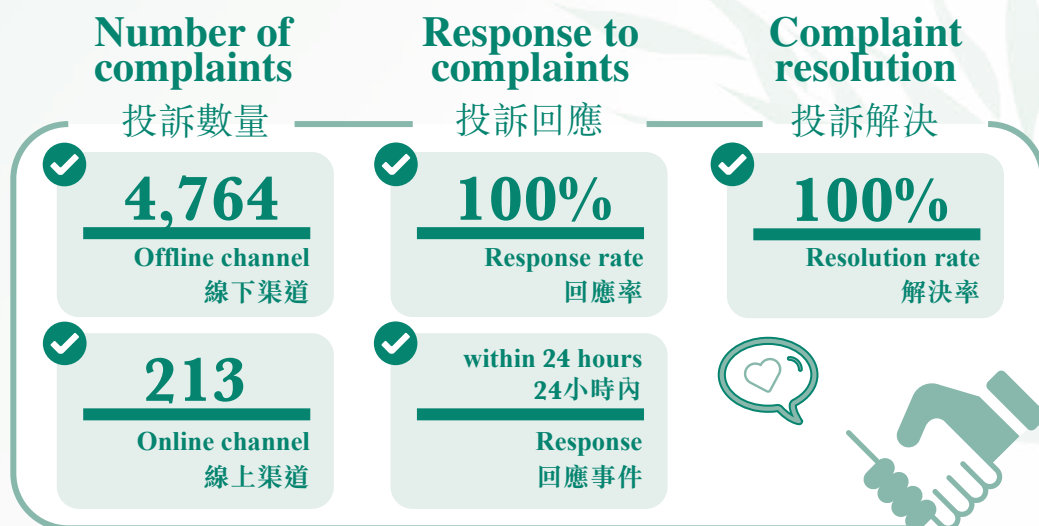 Number of
complaints
投訴數量
4,764
Offline channel
線下渠道
213
Online channel
線上渠道
Response to
complaints
投訴回應
100%
Response rate
回應率
within 24 hours
24小時內
Response
回應事件
Complaint
resolution
投訴解決
100%
Resolution rate
解決率